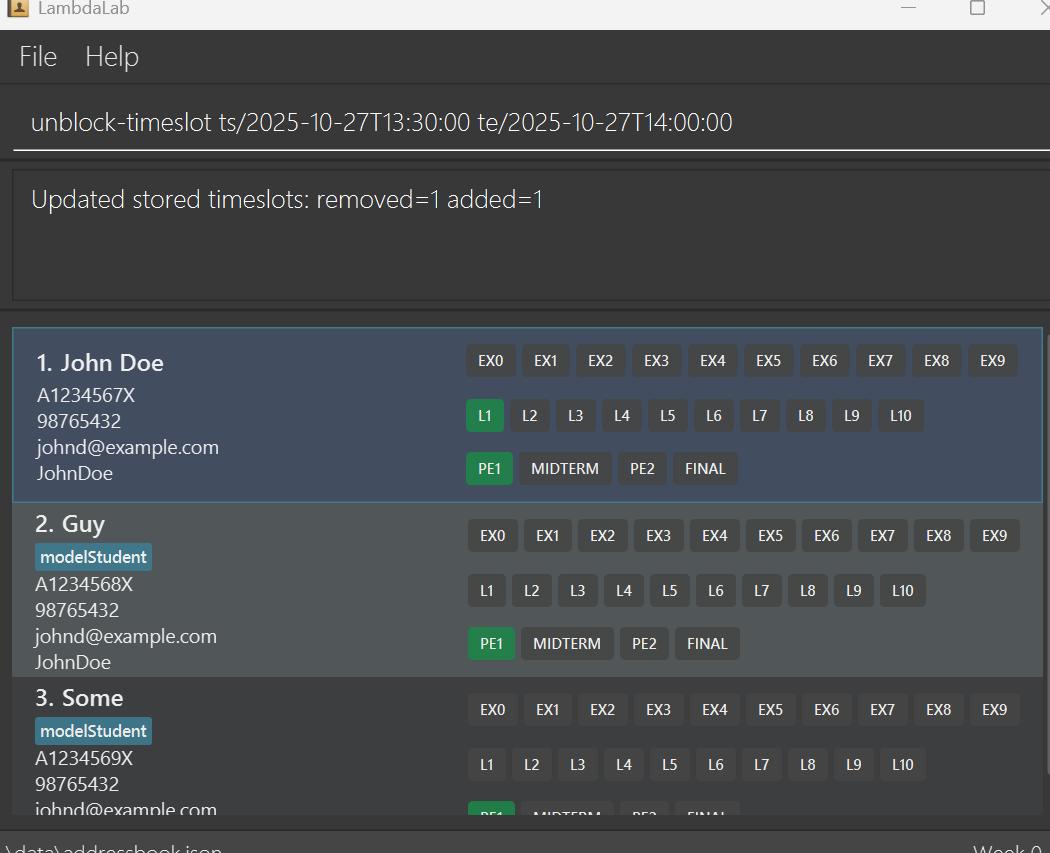 LambdaLab
File Help
unblock-timeslot ts/2025-10-27T13:30:00 te/2025-10-27T14:00:00
Updated stored timeslots: removed=1 added=1
1. John Doe
A1234567X
98765432
johnd@example.com
JohnDoe
EX0 EX1 EX2 EX3 EX4 EX5 EX6 EX7 EX8 EX9
L1 L2 L3 L4 L5 L6 L7 L8 L9 L10
PE1 MIDTERM PE2 FINAL
2. Guy
modelStudent
A1234568X
98765432
johnd@example.com
JohnDoe
EX0 EX1 EX2 EX3 EX4 EX5 EX6 EX7 EX8 EX9
L1 L2 L3 L4 L5 L6 L7 L8 L9 L10
PE1 MIDTERM PE2 FINAL
3. Some
modelStudent
A1234569X
98765432
johnd@example.com
EX0 EX1 EX2 EX3 EX4 EX5 EX6 EX7 EX8 EX9
L1 L2 L3 L4 L5 L6 L7 L8 L9 L10
PE1 MIDTERM PE2 FINAL
\data\addressbook.json
Week 0